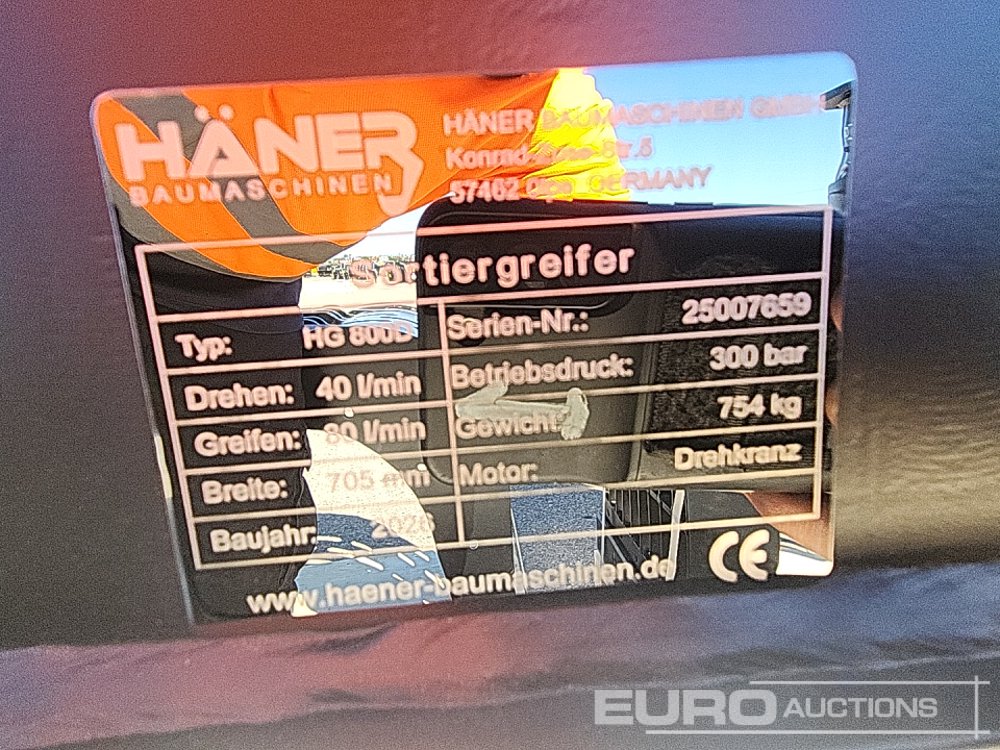 HÄNER
BAUMASCHINEN
HÄNER BAUMASCHINEN GMBH
57462 Olpe, GERMANY
Sortiergreifer
Typ: HG 800D
Serien-Nr.: 25007659
Drehen: 40 l/min
Betriebsdruck: 300 bar
Greifen: 80 l/min
Gewicht: 754 kg
Breite: 705 mm
Motor: Drehkranz
Baujahr: 2026
www.haener-baumaschinen.de
CE
EURO AUCTIONS